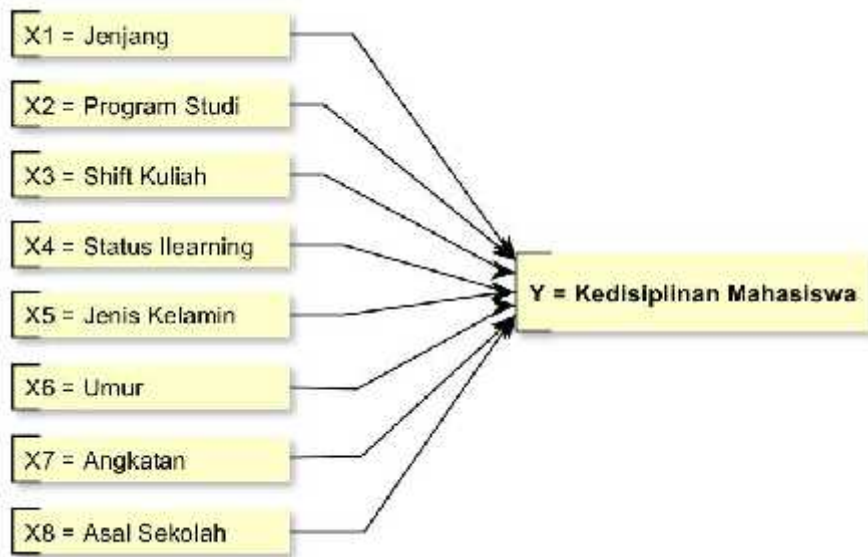 X1 = Jenjang
X2 = Program Studi
X3 = Shift Kuliah
X4 = Status Ilearning
X5 = Jenis Kelamin
X6 = Umur
X7 = Angkatan
X8 = Asal Sekolah
Y = Kedisiplinan Mahasiswa